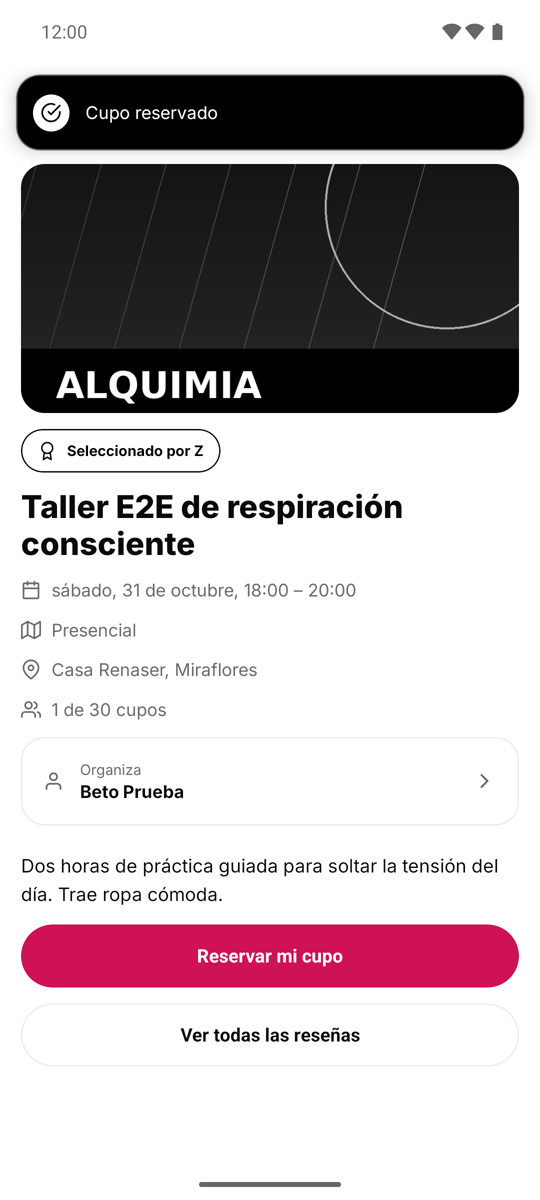 12:00
Cupo reservado
ALQUIMIA
Seleccionado por Z
Taller E2E de respiración
consciente
sábado, 31 de octubre, 18:00 – 20:00
Presencial
Casa Renaser, Miraflores
1 de 30 cupos
Organiza
Beto Prueba
Dos horas de práctica guiada para soltar la tensión del
día. Trae ropa cómoda.
Reservar mi cupo
Ver todas las reseñas